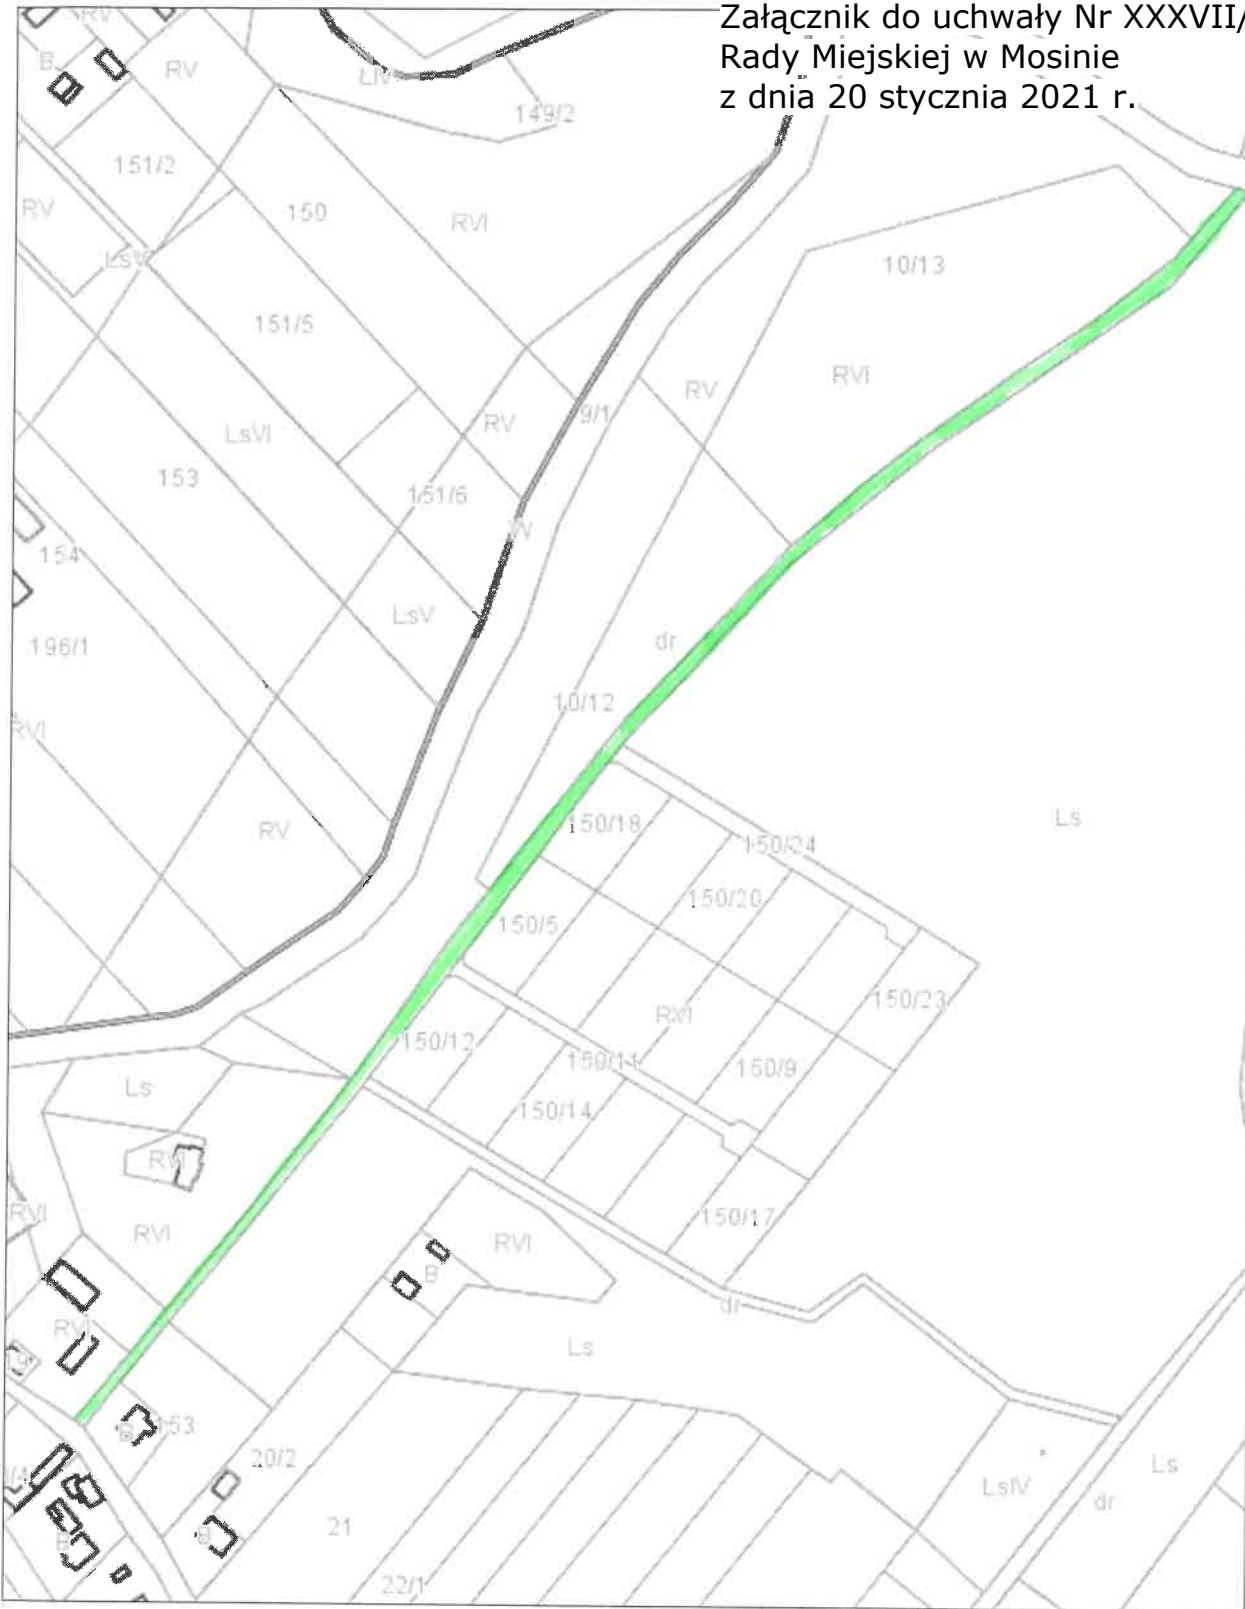 Załącznik do uchwały Nr XXXVII/
Rady Miejskiej w Mosinie
z dnia 20 stycznia 2021 r.
RV
B
RV
ŁIV
149/2
151/2
150
RV
RVI
LsV
10/13
151/5
RV
RVI
RV
9/1
LsVI
153
151/6
W
154
LsV
196/1
dr
10/12
RVI
RV
150/18
150/24
Ls
150/20
150/5
150/23
RVI
150/12
150/11
150/9
Ls
150/14
RVI
RVI
150/17
RVI
RVI
B
dr
RVI
Ls
B
153
20/2
Ls
LsIV
dr
21
B
B
22/1